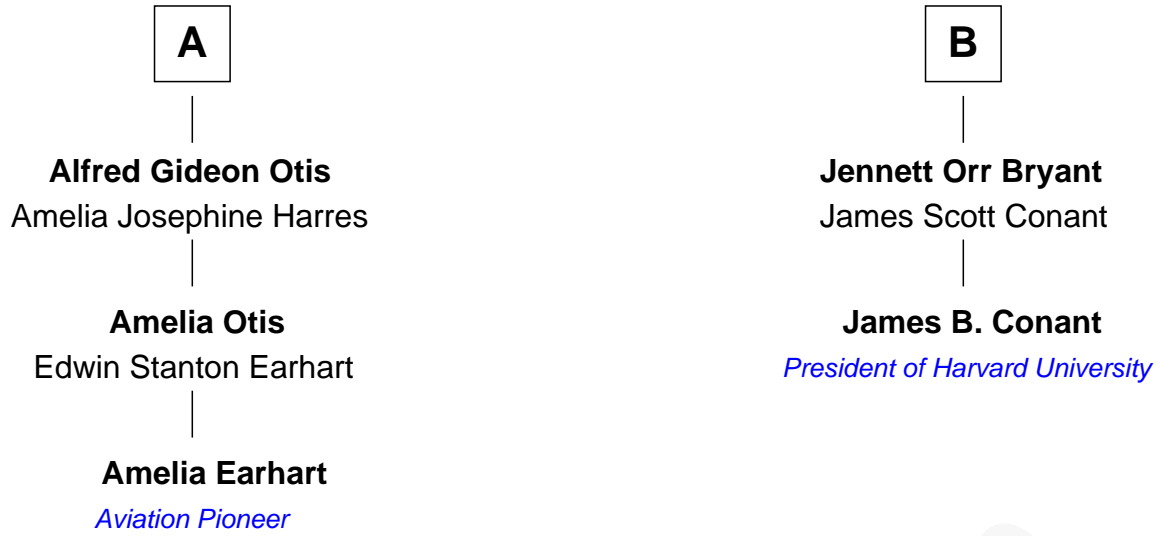 A
Alfred Gideon Otis
Amelia Josephine Harres
Amelia Otis
Edwin Stanton Earhart
Amelia Earhart
Aviation Pioneer
B
Jennett Orr Bryant
James Scott Conant
James B. Conant
President of Harvard University